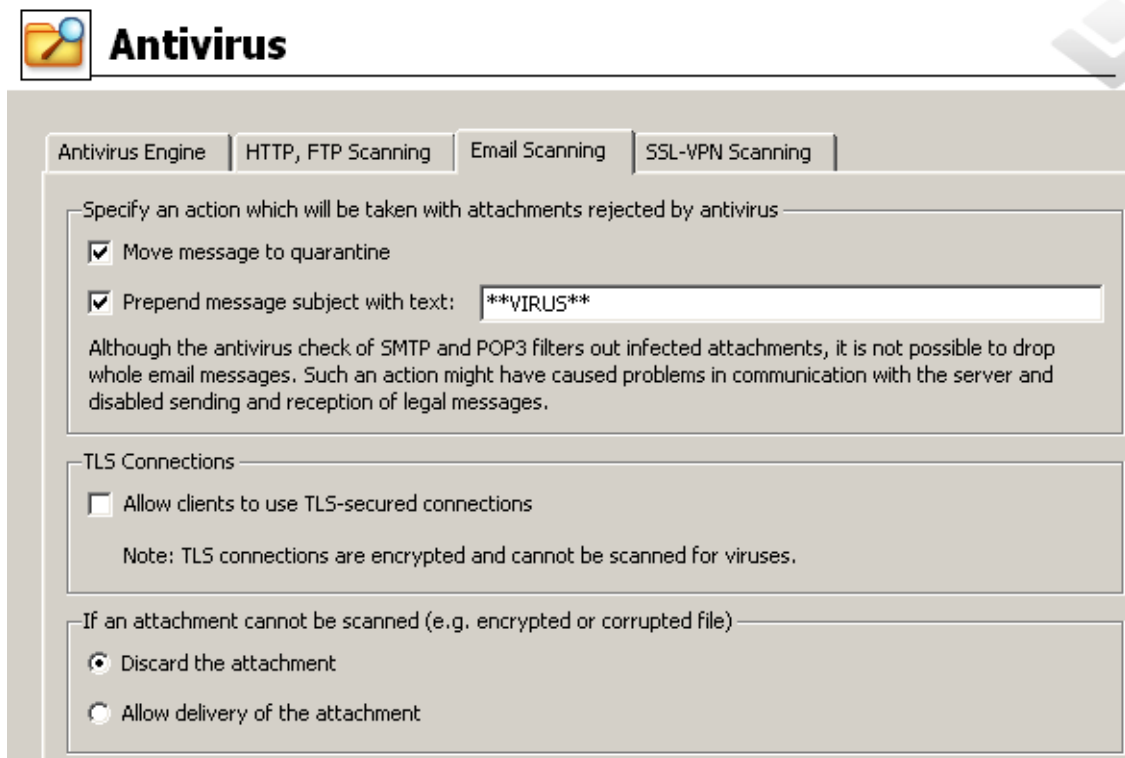 Antivirus
Antivirus Engine
HTTP, FTP Scanning
Email Scanning
SSL-VPN Scanning
Specify an action which will be taken with attachments rejected by antivirus
Move message to quarantine
Prepend message subject with text: **VIRUS**
Although the antivirus check of SMTP and POP3 filters out infected attachments, it is not possible to drop
whole email messages. Such an action might have caused problems in communication with the server and
disabled sending and reception of legal messages.
TLS Connections
Allow clients to use TLS-secured connections
Note: TLS connections are encrypted and cannot be scanned for viruses.
If an attachment cannot be scanned (e.g. encrypted or corrupted file)
Discard the attachment
Allow delivery of the attachment